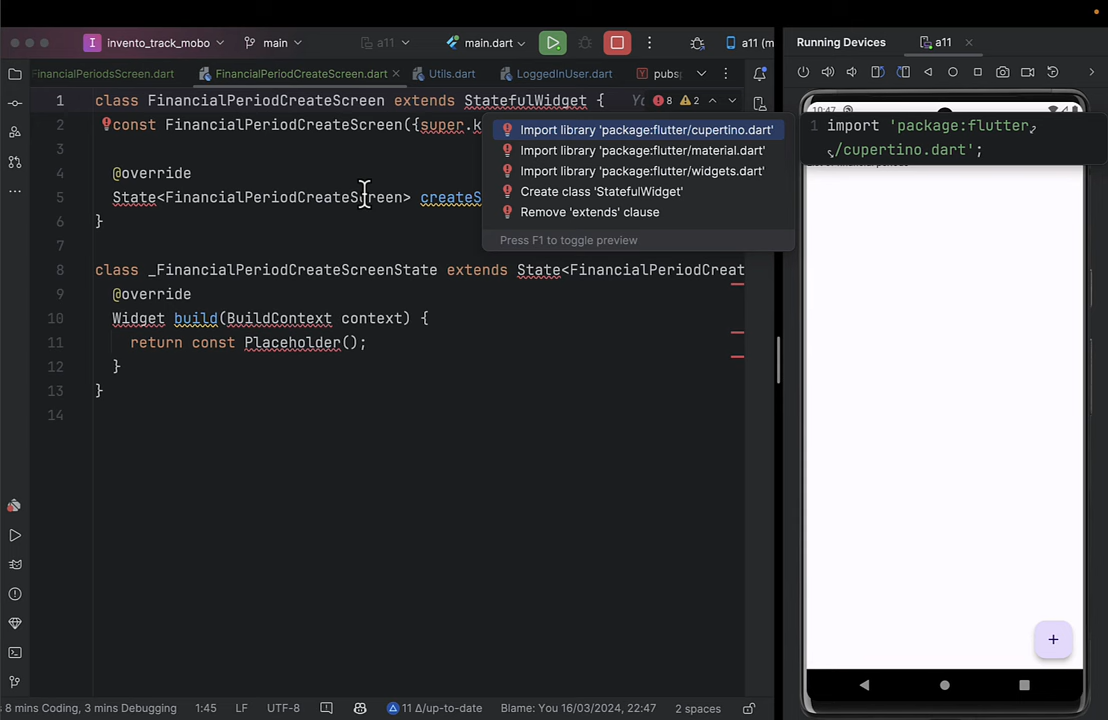 I invento_track_mobo main a11 main.dart a11 (m
Running Devices a11
FinancialPeriodsScreen.dart FinancialPeriodCreateScreen.dart Utils.dart LoggedInUser.dart pubs
1 class FinancialPeriodCreateScreen extends StatefulWidget { 8 2
2 const FinancialPeriodCreateScreen({super.k
3
4 @override
5 State<FinancialPeriodCreateScreen> createS
6 }
7
8 class _FinancialPeriodCreateScreenState extends State<FinancialPeriodCreat
9 @override
10 Widget build(BuildContext context) {
11 return const Placeholder();
12 }
13 }
14
Import library 'package:flutter/cupertino.dart'
Import library 'package:flutter/material.dart'
Import library 'package:flutter/widgets.dart'
Create class 'StatefulWidget'
Remove 'extends' clause
Press F1 to toggle preview
10:47
1 import 'package:flutter
/cupertino.dart';
+
8 mins Coding, 3 mins Debugging 1:45 LF UTF-8 11 Δ/up-to-date Blame: You 16/03/2024, 22:47 2 spaces